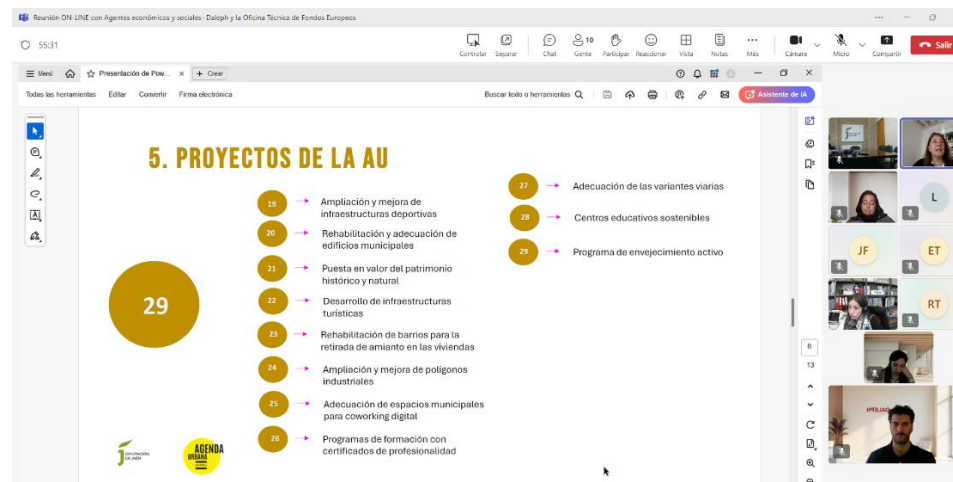 Reunión ON-LINE con Agentes económicos y sociales- Daleph y la Oficina Técnica de Fondos Europeos
55:31
Controlar Separar Chat 10 Gente Participar Reaccionar Vista Notas Más Cámara Micro Compartir Salir
Menú Presentación de Pow... × + Crear
Todas las herramientas Editar Convertir Firma electrónica Buscar texto o herramientas Asistente de IA
5. PROYECTOS DE LA AU
29
19 Ampliación y mejora de
infraestructuras deportivas
20 Rehabilitación y adecuación de
edificios municipales
21 Puesta en valor del patrimonio
histórico y natural
22 Desarrollo de infraestructuras
turísticas
23 Rehabilitación de barrios para la
retirada de amianto en las viviendas
24 Ampliación y mejora de polígonos
industriales
25 Adecuación de espacios municipales
para coworking digital
26 Programas de formación con
certificados de profesionalidad
27 Adecuación de las variantes viarias
28 Centros educativos sostenibles
29 Programa de envejecimiento activo
DIPUTACIÓN
DE JAÉN
AGENDA
URBANA
L
JF
ET
RT
8
13